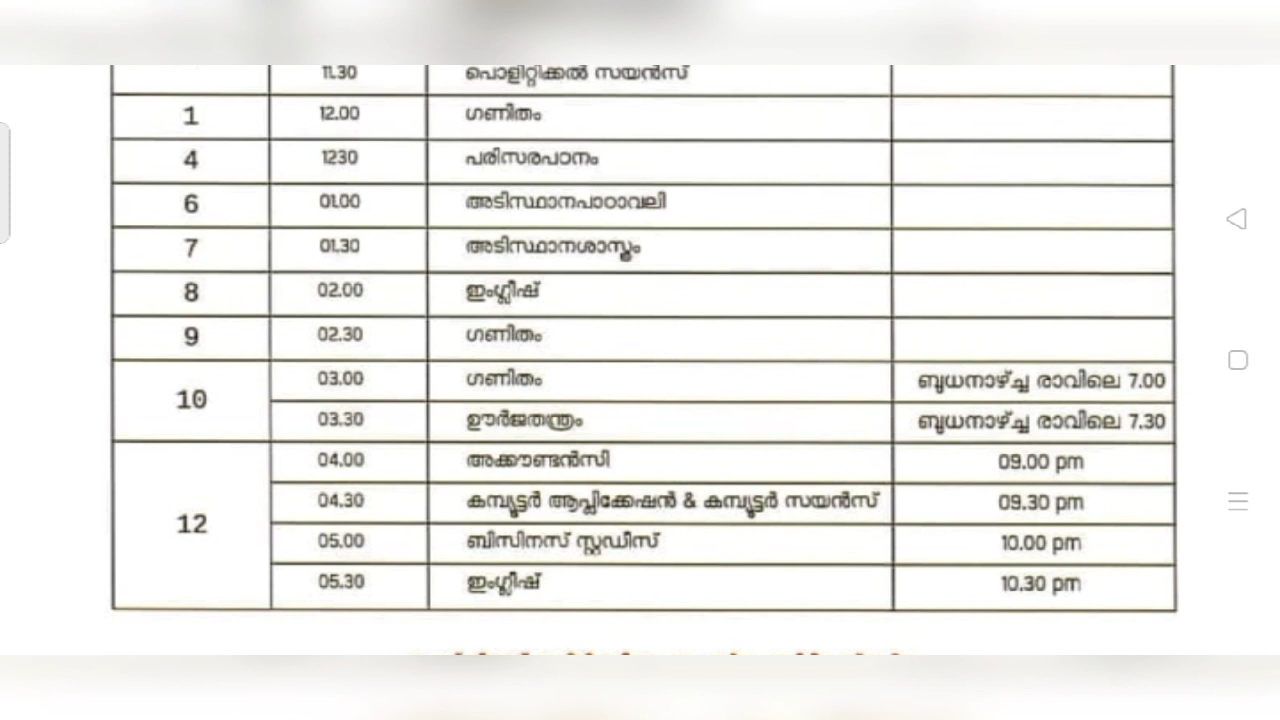 11.30 പൊളിറ്റിക്കൽ സയൻസ്
1 12.00 ഗണിതം
4 1230 പരിസരപഠനം
6 01.00 അടിസ്ഥാനപാഠാവലി
7 01.30 അടിസ്ഥാനശാസ്ത്രം
8 02.00 ഇംഗ്ലീഷ്
9 02.30 ഗണിതം
10 03.00 ഗണിതം ബുധനാഴ്ച്ച രാവിലെ 7.00
03.30 ഊർജതന്ത്രം ബുധനാഴ്ച്ച രാവിലെ 7.30
12 04.00 അക്കൗണ്ടൻസി 09.00 pm
04.30 കമ്പ്യൂട്ടർ ആപ്ലിക്കേഷൻ & കമ്പ്യൂട്ടർ സയൻസ് 09.30 pm
05.00 ബിസിനസ് സ്റ്റഡീസ് 10.00 pm
05.30 ഇംഗ്ലീഷ് 10.30 pm